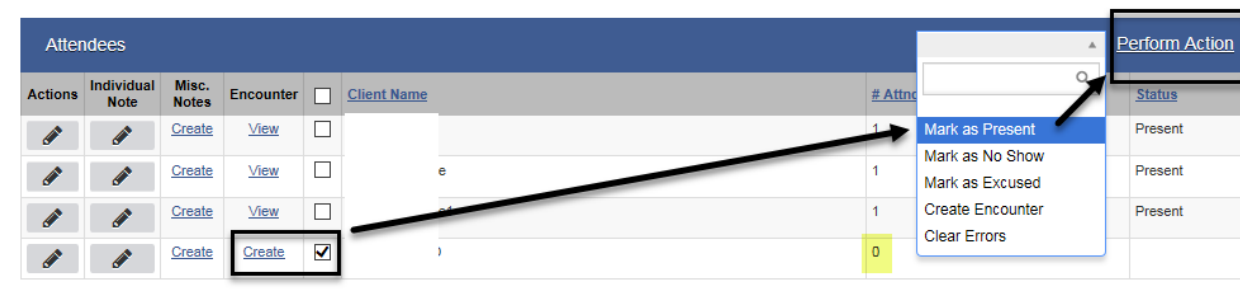 Attendees
Perform Action
Actions Individual Note Misc. Notes Encounter Client Name # Attnd Status
Create View 1 Present
Mark as Present
Create View e 1 Present
Mark as No Show
Mark as Excused
Create View 1 Present
Create Encounter
Clear Errors
Create Create 0